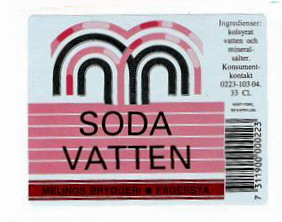 SODA
VATTEN
MELINGS BRYGGERI ● FAGERSTA
Ingredienser:
kolsyrat
vatten och
mineral-
salter.
Konsument-
kontakt
0223-103 04.
33 CL
7 311900 000223